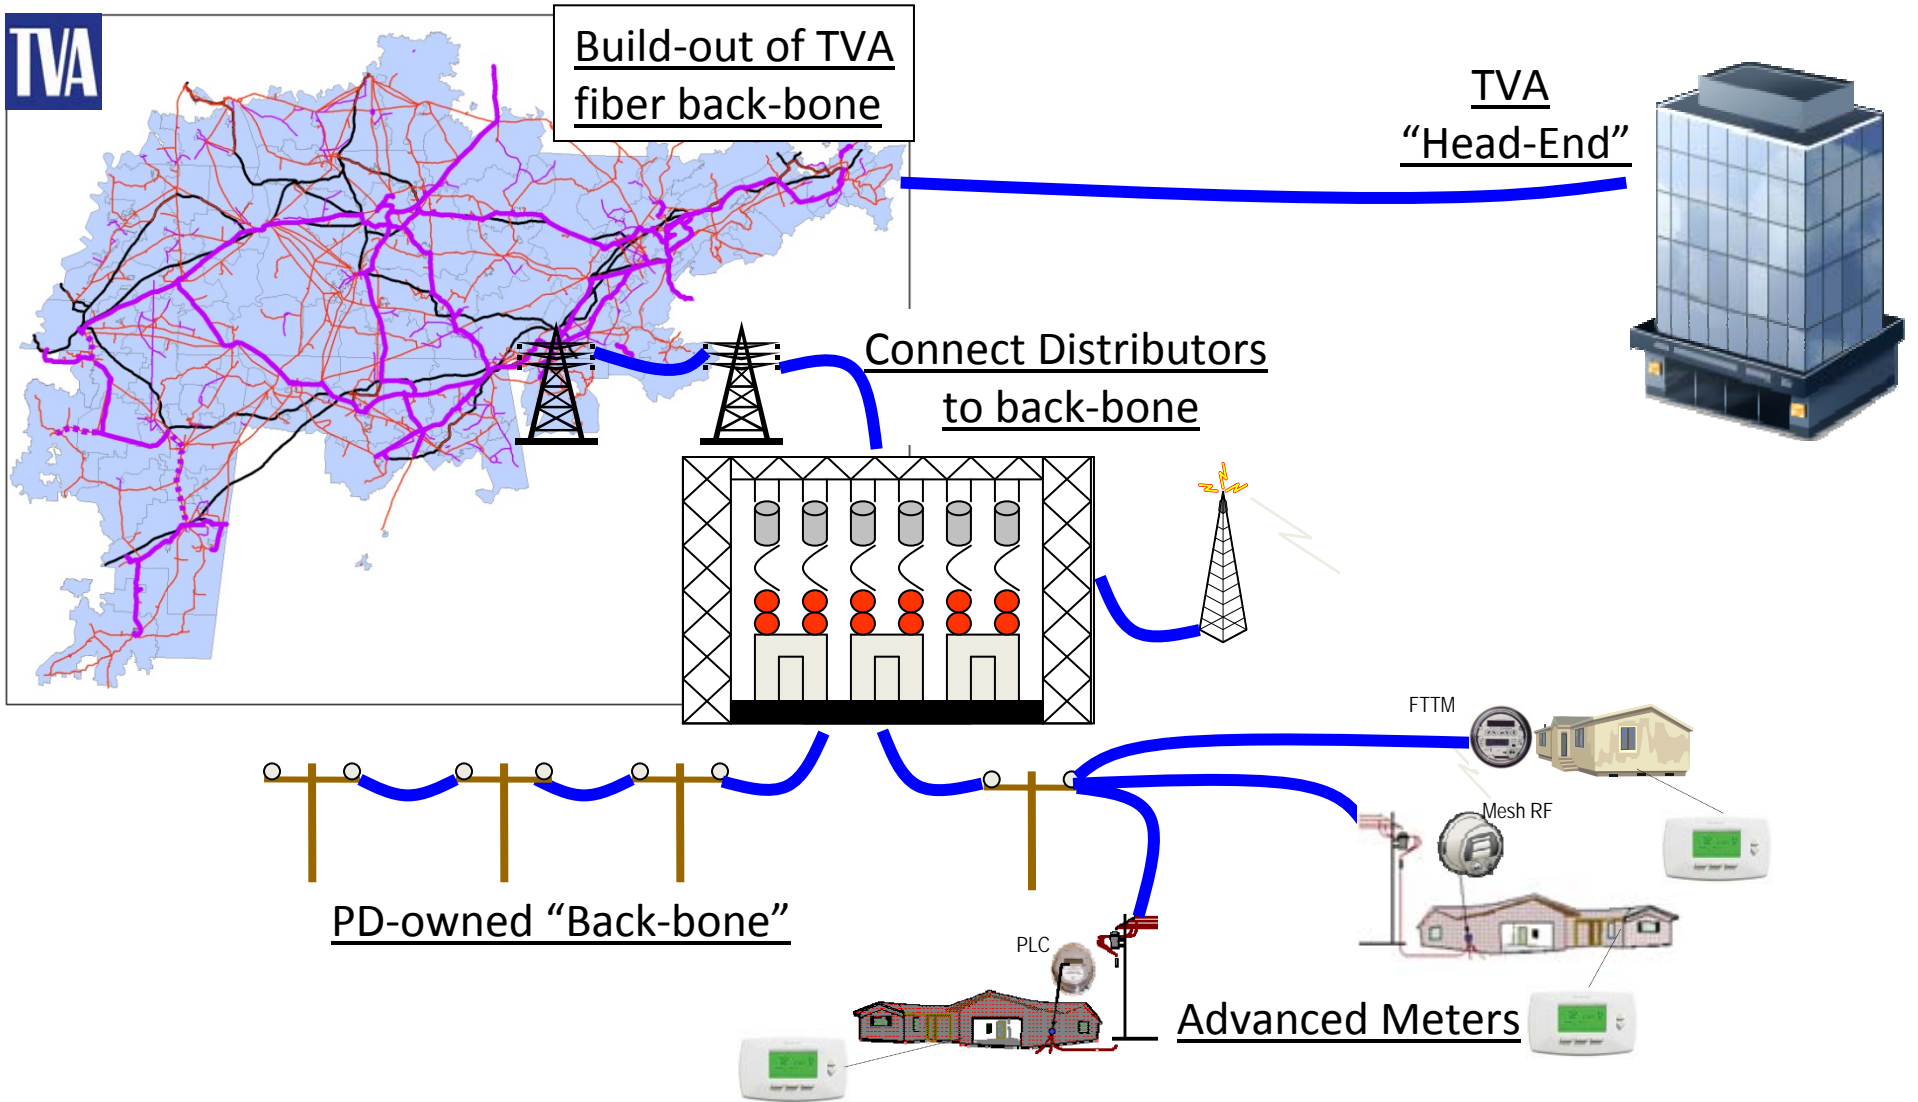 TVA
Build-out of TVA
fiber back-bone
TVA
“Head-End”
Connect Distributors
to back-bone
FTTM
Mesh RF
PD-owned “Back-bone”
PLC
Advanced Meters